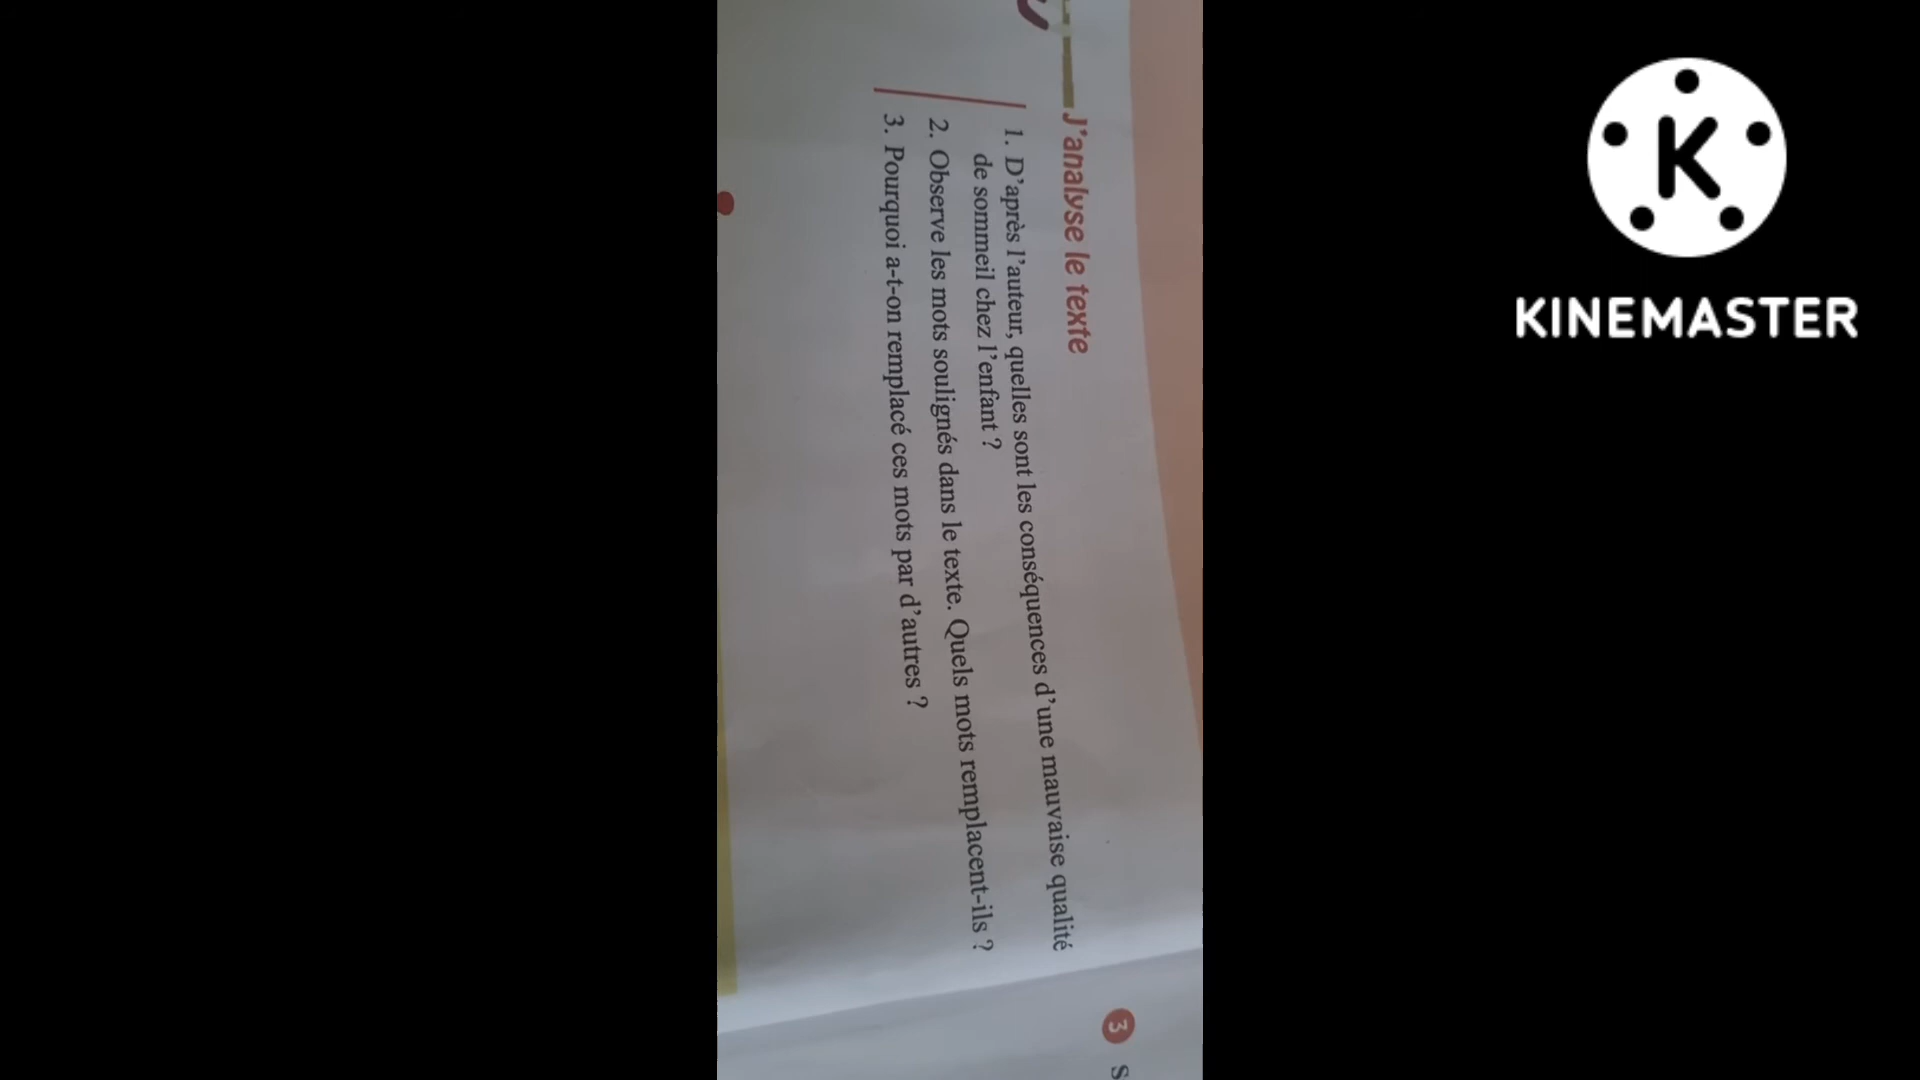 J'analyse le texte
1. D'après l'auteur, quelles sont les conséquences d'une mauvaise qualité
de sommeil chez l'enfant ?
2. Observe les mots soulignés dans le texte. Quels mots remplacent-ils ?
3. Pourquoi a-t-on remplacé ces mots par d'autres ?
3 S
K
KINEMASTER